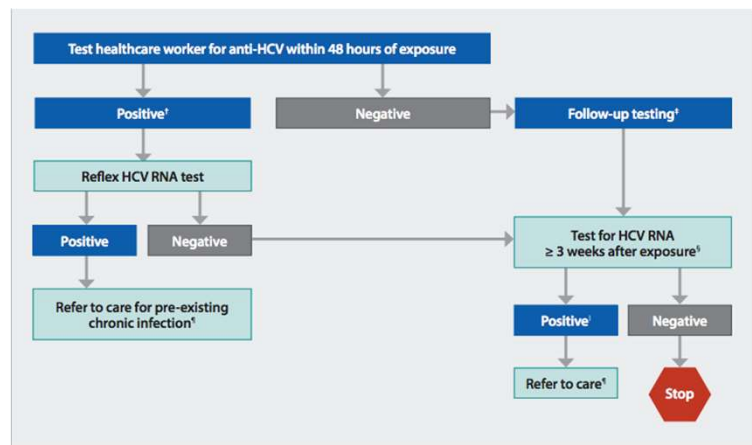 Test healthcare worker for anti-HCV within 48 hours of exposure
Positive†
Negative
Follow-up testing‡
Reflex HCV RNA test
Positive
Negative
Test for HCV RNA
≥ 3 weeks after exposure§
Refer to care for pre-existing
chronic infection¶
Positive
Negative
Refer to care¶
Stop